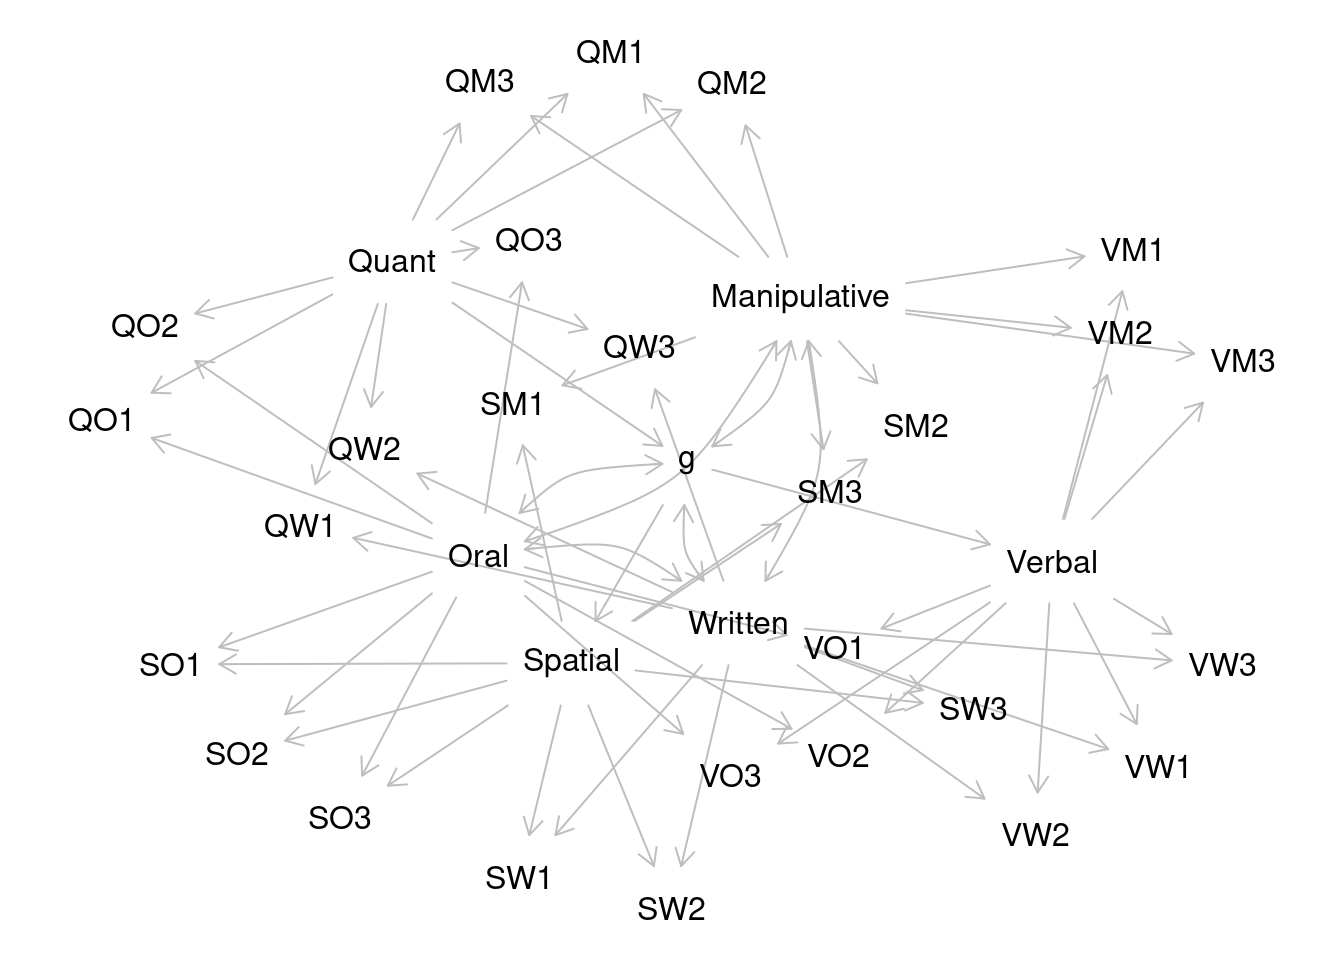 QM1
QM3
QM2
QO3
VM1
Quant
Manipulative
QO2
VM2
QW3
VM3
SM1
QO1
SM2
QW2
g
SM3
QW1
Oral
Verbal
Written
VO1
Spatial
SO1
VW3
SW3
SO2
VO2
VW1
VO3
SO3
VW2
SW1
SW2